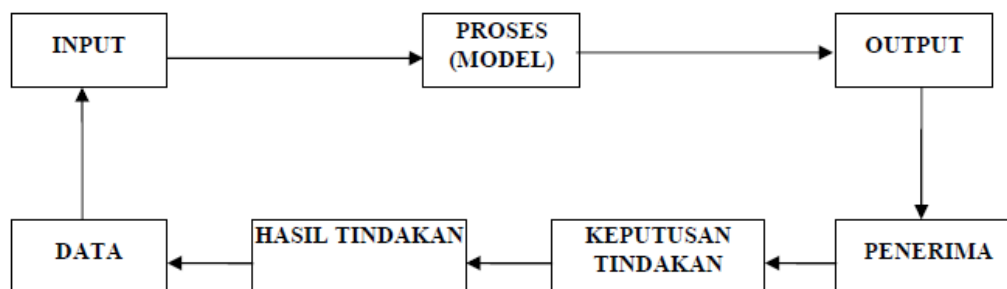 INPUT
PROSES
(MODEL)
OUTPUT
DATA
HASIL TINDAKAN
KEPUTUSAN
TINDAKAN
PENERIMA